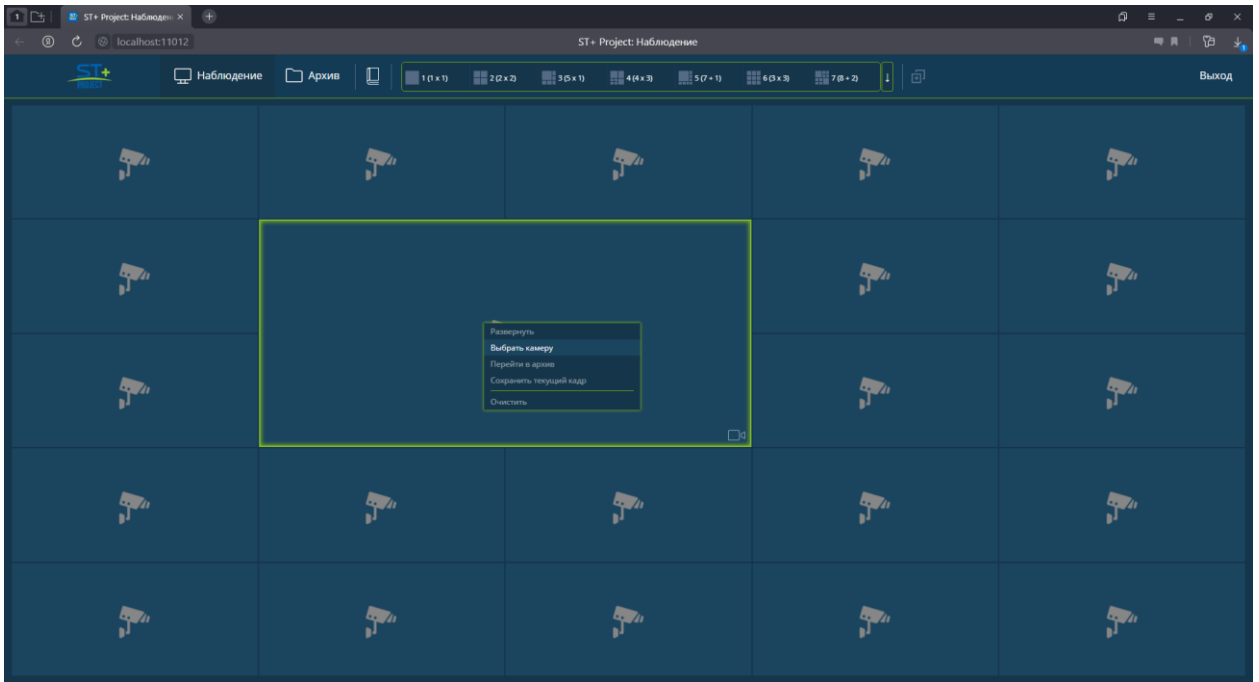 1 ST+ Project: Наблюден
localhost:11012 ST+ Project: Наблюдение
ST+ PROJECT Наблюдение Архив 1 (1 x 1) 2 (2 x 2) 3 (5 x 1) 4 (4 x 3) 5 (7 + 1) 6 (3 x 3) 7 (8 + 2) Выход
Развернуть
Выбрать камеру
Перейти в архив
Сохранить текущий кадр
Очистить